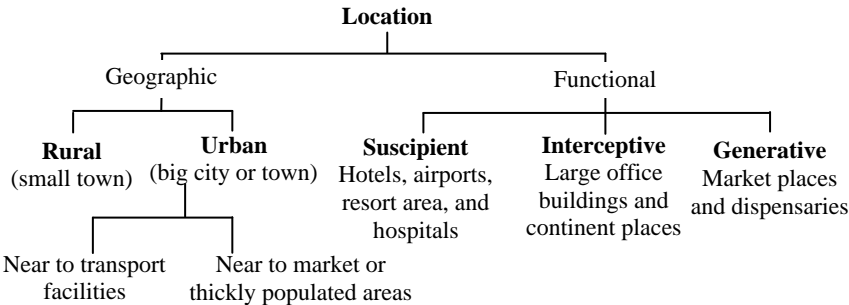 Location
Geographic
Functional
Rural
(small town)
Urban
(big city or town)
Suscipient
Hotels, airports,
resort area, and
hospitals
Interceptive
Large office
buildings and
continent places
Generative
Market places
and dispensaries
Near to transport
facilities
Near to market or
thickly populated areas